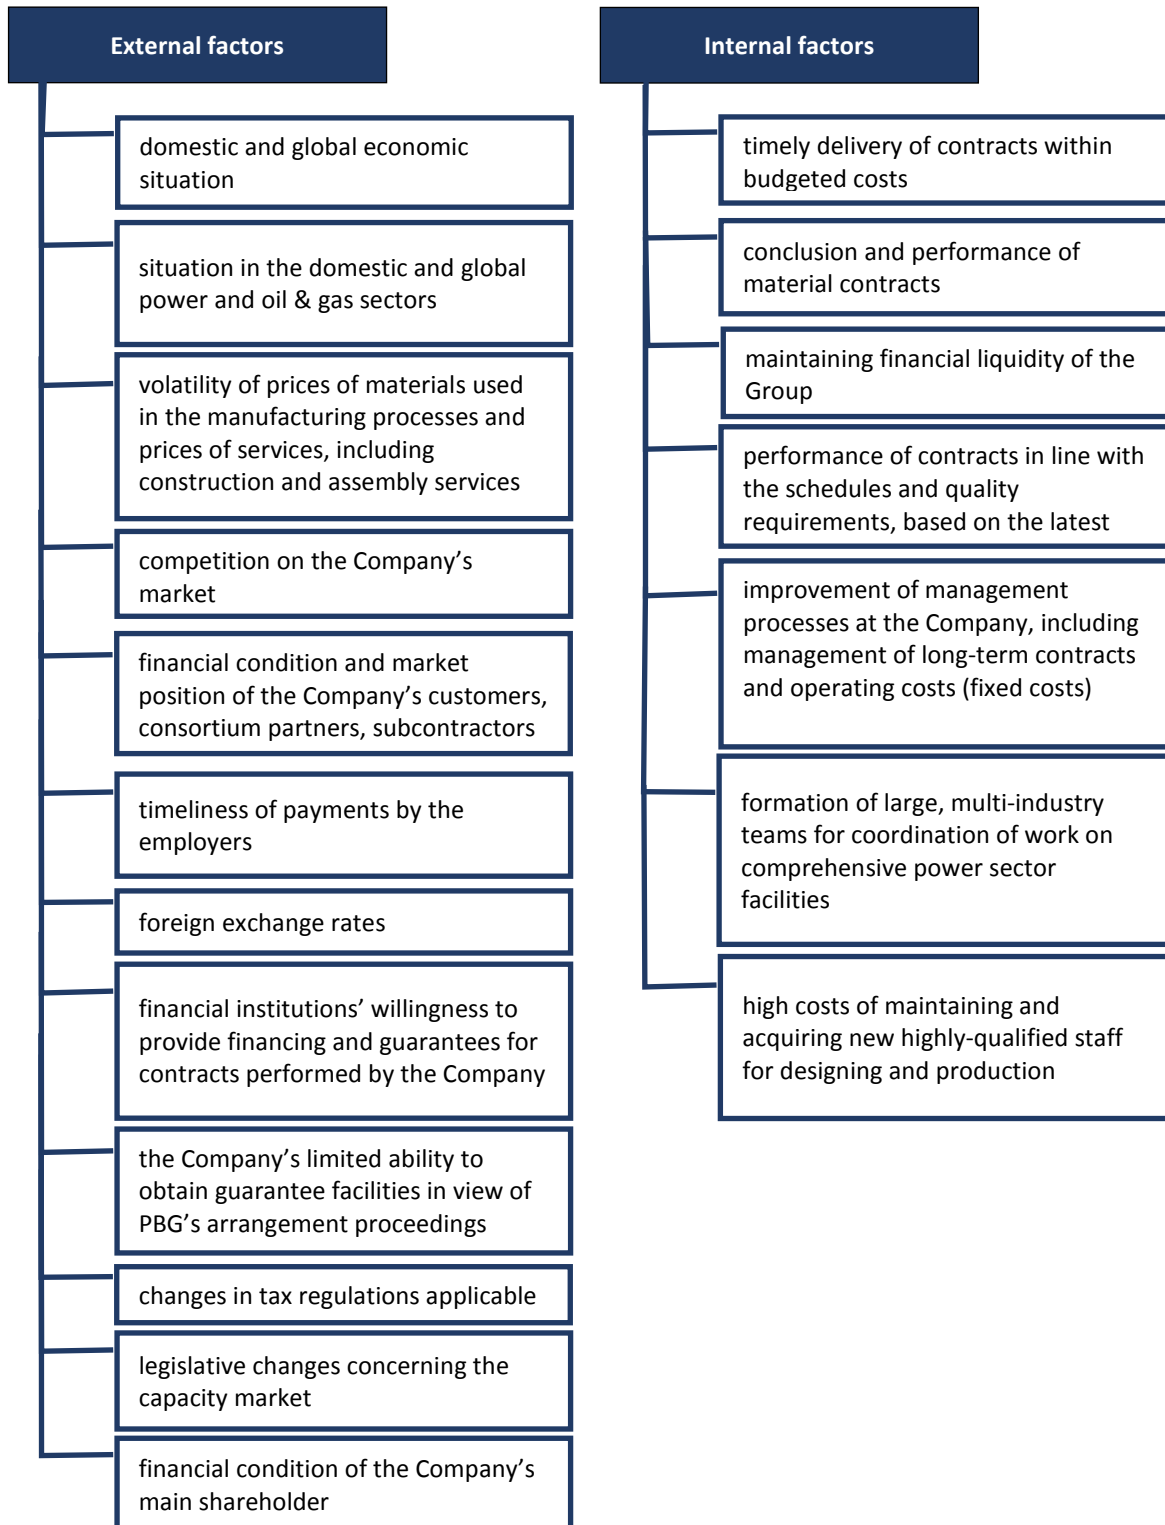 External factors
domestic and global economic
situation
situation in the domestic and global
power and oil & gas sectors
volatility of prices of materials used
in the manufacturing processes and
prices of services, including
construction and assembly services
competition on the Company’s
market
financial condition and market
position of the Company’s customers,
consortium partners, subcontractors
timeliness of payments by the
employers
foreign exchange rates
financial institutions’ willingness to
provide financing and guarantees for
contracts performed by the Company
the Company’s limited ability to
obtain guarantee facilities in view of
PBG’s arrangement proceedings
changes in tax regulations applicable
legislative changes concerning the
capacity market
financial condition of the Company’s
main shareholder
Internal factors
timely delivery of contracts within
budgeted costs
conclusion and performance of
material contracts
maintaining financial liquidity of the
Group
performance of contracts in line with
the schedules and quality
requirements, based on the latest
improvement of management
processes at the Company, including
management of long-term contracts
and operating costs (fixed costs)
formation of large, multi-industry
teams for coordination of work on
comprehensive power sector
facilities
high costs of maintaining and
acquiring new highly-qualified staff
for designing and production